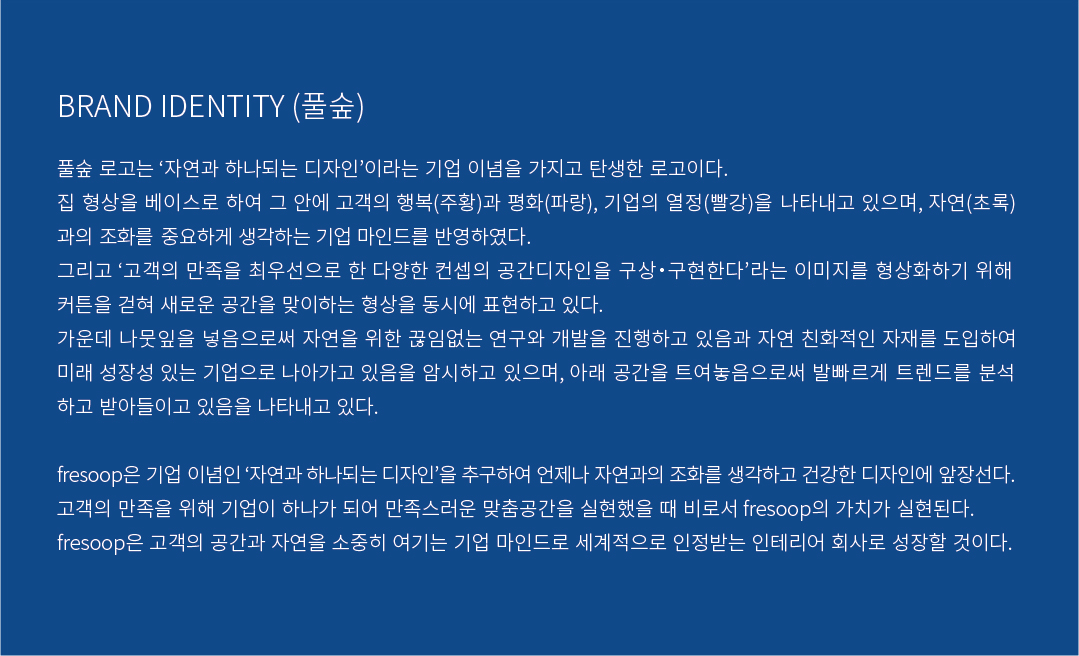 BRAND IDENTITY (풀숲)
풀숲 로고는 ‘자연과 하나되는 디자인’이라는 기업 이념을 가지고 탄생한 로고이다.
집 형상을 베이스로 하여 그 안에 고객의 행복(주황)과 평화(파랑), 기업의 열정(빨강)을 나타내고 있으며, 자연(초록)
과의 조화를 중요하게 생각하는 기업 마인드를 반영하였다.
그리고 ‘고객의 만족을 최우선으로 한 다양한 컨셉의 공간디자인을 구상•구현한다’라는 이미지를 형상화하기 위해
커튼을 걷혀 새로운 공간을 맞이하는 형상을 동시에 표현하고 있다.
가운데 나뭇잎을 넣음으로써 자연을 위한 끊임없는 연구와 개발을 진행하고 있음과 자연 친화적인 자재를 도입하여
미래 성장성 있는 기업으로 나아가고 있음을 암시하고 있으며, 아래 공간을 트여놓음으로써 발빠르게 트렌드를 분석
하고 받아들이고 있음을 나타내고 있다.
fresoop은 기업 이념인 ‘자연과 하나되는 디자인’을 추구하여 언제나 자연과의 조화를 생각하고 건강한 디자인에 앞장선다.
고객의 만족을 위해 기업이 하나가 되어 만족스러운 맞춤공간을 실현했을 때 비로서 fresoop의 가치가 실현된다.
fresoop은 고객의 공간과 자연을 소중히 여기는 기업 마인드로 세계적으로 인정받는 인테리어 회사로 성장할 것이다.